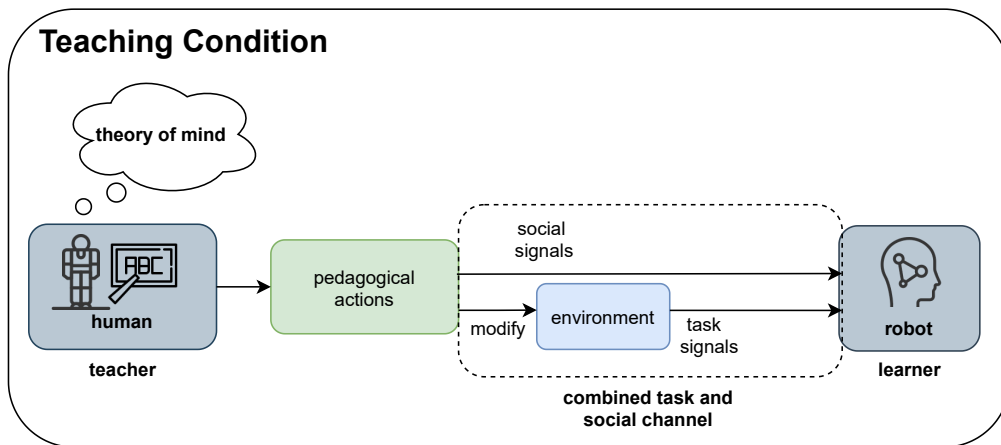 Teaching Condition
theory of mind
ABC
human
teacher
pedagogical
actions
social
signals
modify
environment
task
signals
combined task and
social channel
robot
learner